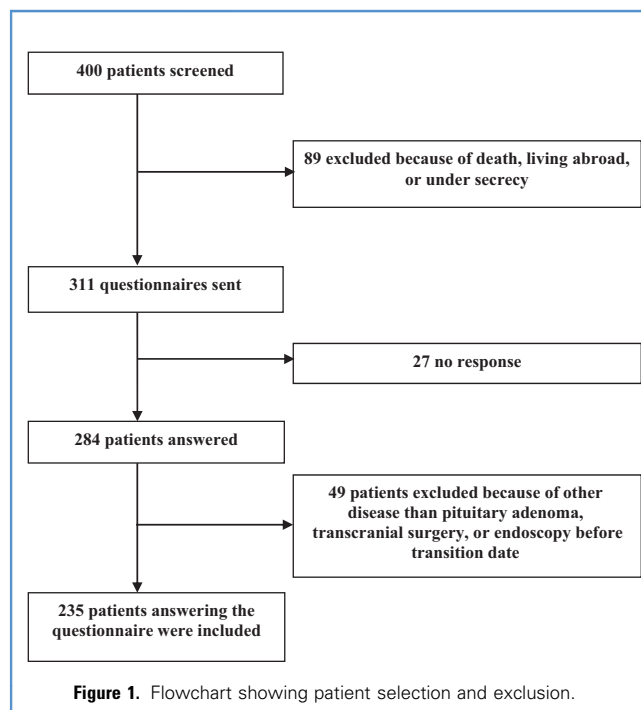 400 patients screened
89 excluded because of death, living abroad,
or under secrecy
311 questionnaires sent
27 no response
284 patients answered
49 patients excluded because of other
disease than pituitary adenoma,
transcranial surgery, or endoscopy before
transition date
235 patients answering the
questionnaire were included
Figure 1. Flowchart showing patient selection and exclusion.